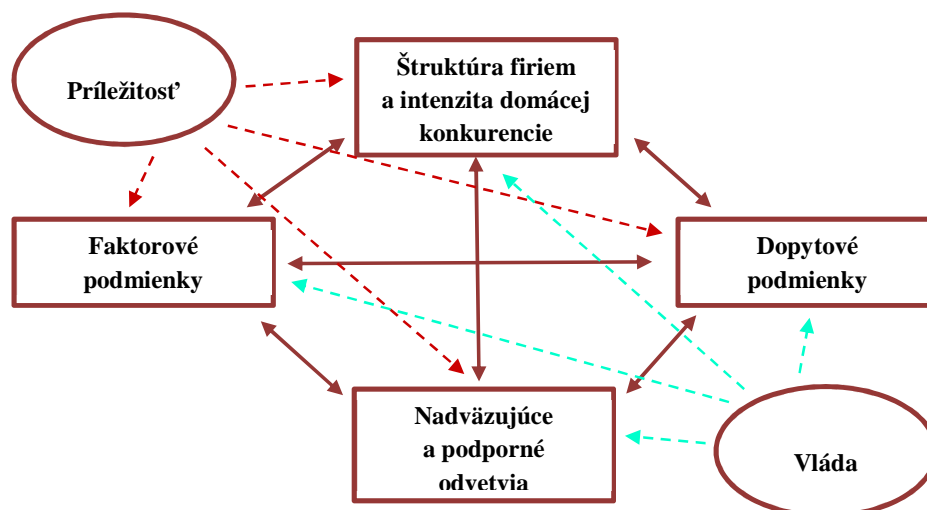 Príležitosť
Štruktúra firiem
a intenzita domácej
konkurencie
Faktorové
podmienky
Dopytové
podmienky
Nadväzujúce
a podporné
odvetvia
Vláda